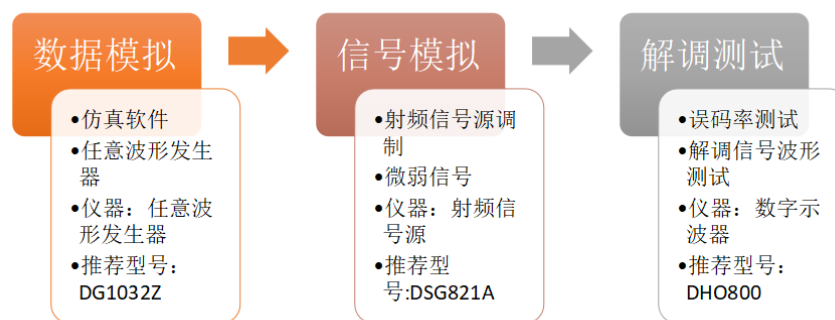 数据模拟
•仿真软件
•任意波形发生
器
•仪器：任意波
形发生器
•推荐型号：
DG1032Z
信号模拟
•射频信号源调
制
•微弱信号
•仪器：射频信
号源
•推荐型
号:DSG821A
解调测试
•误码率测试
•解调信号波形
测试
•仪器：数字示
波器
•推荐型号：
DHO800